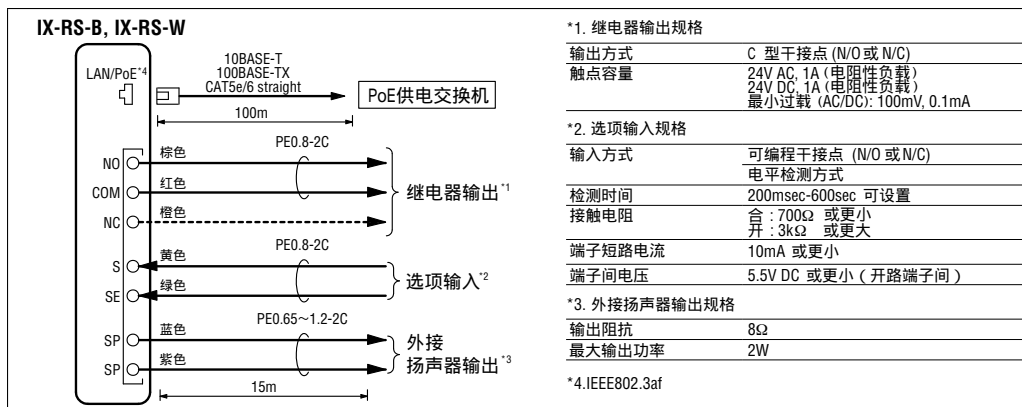 IX-RS-B, IX-RS-W
LAN/PoE*4
10BASE-T
100BASE-TX
CAT5e/6 straight
PoE供电交换机
100m
PE0.8-2C
NO 棕色
COM 红色
NC 橙色
继电器输出*1
PE0.8-2C
S 黄色
SE 绿色
选项输入*2
PE0.65～1.2-2C
SP 蓝色
SP 紫色
外接
扬声器输出*3
15m
*1. 继电器输出规格
输出方式 C 型干接点 (N/O 或 N/C)
触点容量 24V AC, 1A (电阻性负载)
24V DC, 1A (电阻性负载)
最小过载 (AC/DC): 100mV, 0.1mA
*2. 选项输入规格
输入方式 可编程干接点 (N/O 或 N/C)
电平检测方式
检测时间 200msec-600sec 可设置
接触电阻 合 : 700Ω 或更小
开 : 3kΩ 或更大
端子短路电流 10mA 或更小
端子间电压 5.5V DC 或更小（开路端子间）
*3. 外接扬声器输出规格
输出阻抗 8Ω
最大输出功率 2W
*4.IEEE802.3af